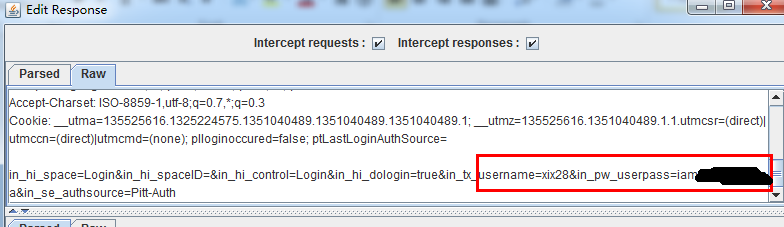 Edit Response
Intercept requests : Intercept responses :
Parsed Raw
Accept-Charset: ISO-8859-1,utf-8;q=0.7,*;q=0.3
Cookie: __utma=135525616.1325224575.1351040489.1351040489.1351040489.1; __utmz=135525616.1351040489.1.1.utmcsr=(direct)|
utmccn=(direct)|utmcmd=(none); plloginoccured=false; ptLastLoginAuthSource=
in_hi_space=Login&in_hi_spaceID=&in_hi_control=Login&in_hi_dologin=true&in_tx_username=xix28&in_pw_userpass=iam
a&in_se_authsource=Pitt-Auth
Parsed Raw